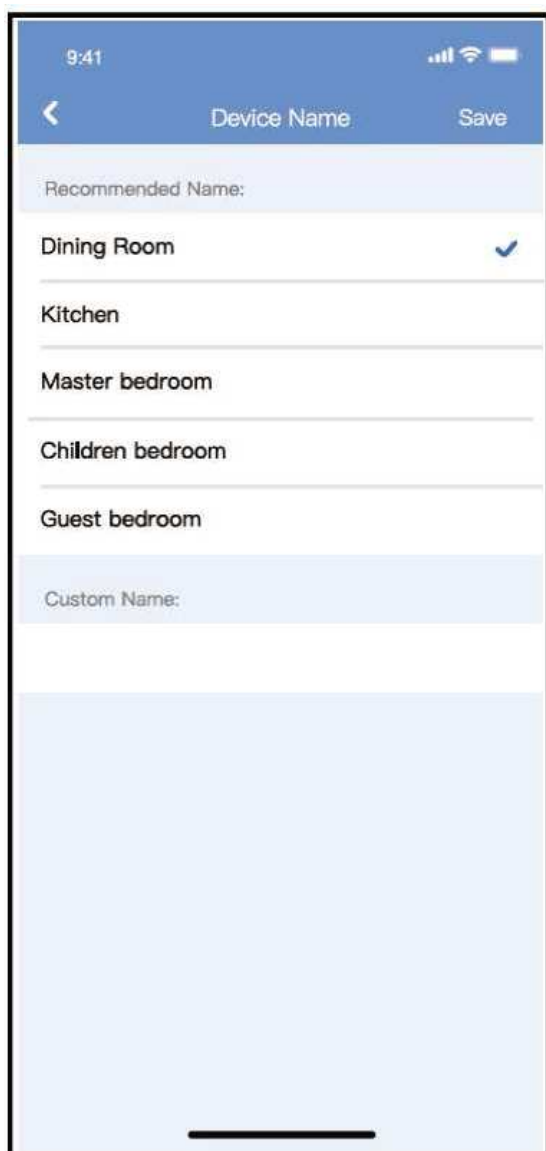 9:41
Device Name Save
Recommended Name:
Dining Room
Kitchen
Master bedroom
Children bedroom
Guest bedroom
Custom Name: